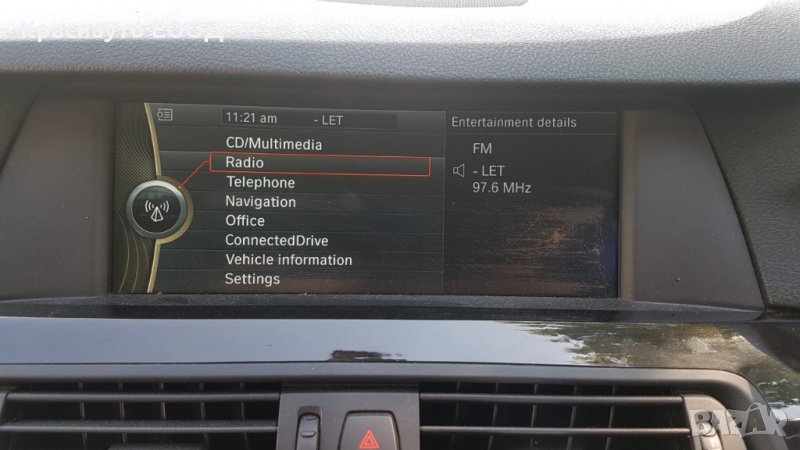 11:21 am - LET
CD/Multimedia
Radio
Telephone
Navigation
Office
ConnectedDrive
Vehicle information
Settings
Entertainment details
FM
- LET
97.6 MHz
BAZAR